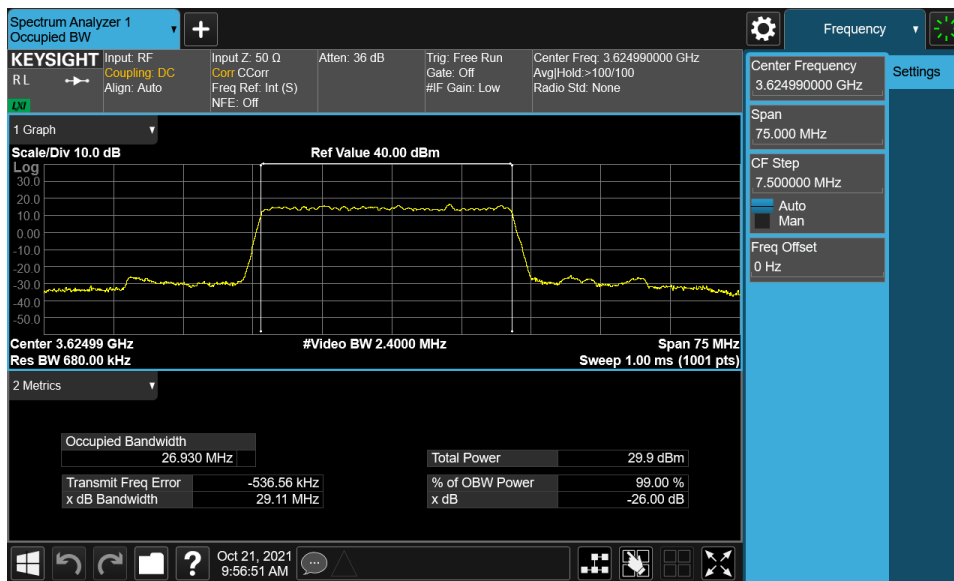 Spectrum Analyzer 1
Occupied BW
Frequency
KEYSIGHT
R L
LXI
Input: RF
Coupling: DC
Align: Auto
Input Z: 50 Ω
Corr CCorr
Freq Ref: Int (S)
NFE: Off
Atten: 36 dB
Trig: Free Run
Gate: Off
#IF Gain: Low
Center Freq: 3.624990000 GHz
Avg|Hold:>100/100
Radio Std: None
Center Frequency
3.624990000 GHz
Settings
Span
75.000 MHz
CF Step
7.500000 MHz
Auto
Man
Freq Offset
0 Hz
1 Graph
Scale/Div 10.0 dB
Ref Value 40.00 dBm
Log
30.0
20.0
10.0
0.00
-10.0
-20.0
-30.0
-40.0
-50.0
Center 3.62499 GHz
#Video BW 2.4000 MHz
Span 75 MHz
Res BW 680.00 kHz
Sweep 1.00 ms (1001 pts)
2 Metrics
Occupied Bandwidth
26.930 MHz
Total Power 29.9 dBm
Transmit Freq Error -536.56 kHz
% of OBW Power 99.00 %
x dB Bandwidth 29.11 MHz
x dB -26.00 dB
?
Oct 21, 2021
9:56:51 AM